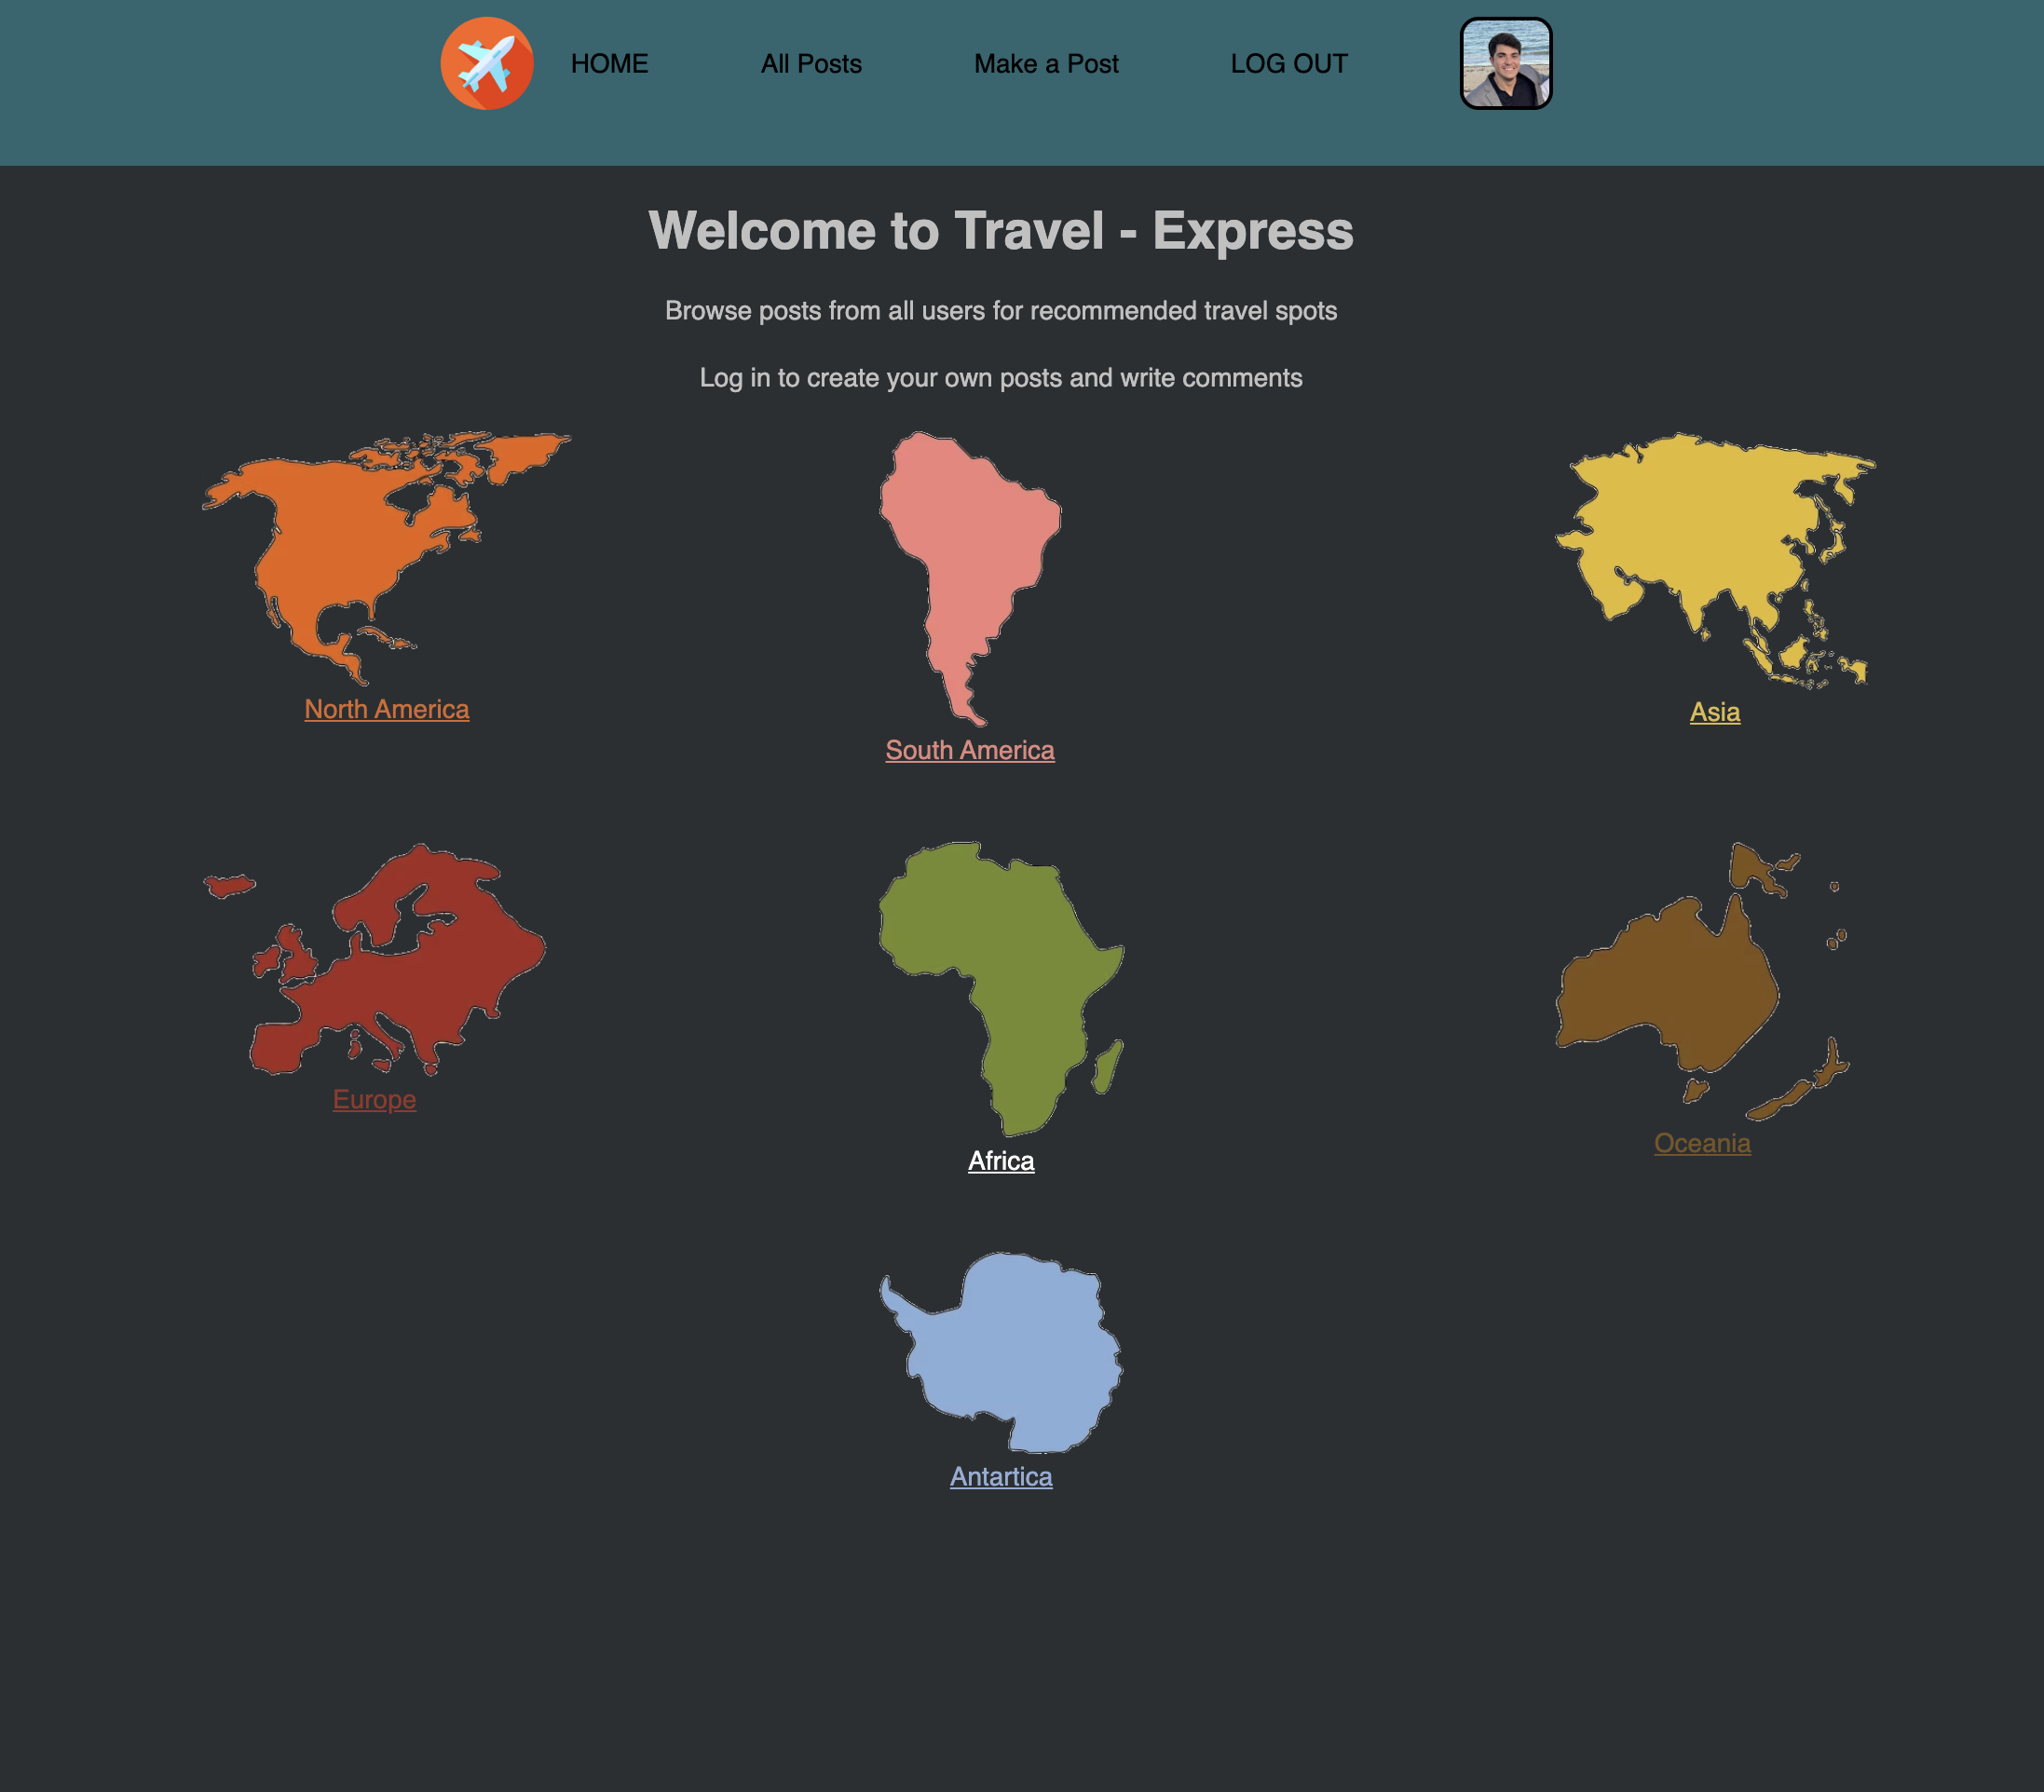 HOME All Posts Make a Post LOG OUT
Welcome to Travel - Express
Browse posts from all users for recommended travel spots
Log in to create your own posts and write comments
North America
South America
Asia
Europe
Africa
Oceania
Antartica